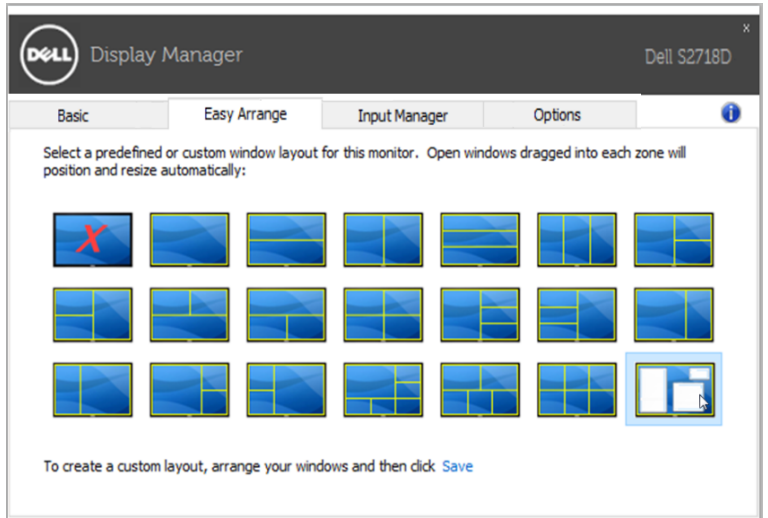 DELL Display Manager
x
Dell S2718D
Basic Easy Arrange Input Manager Options i
Select a predefined or custom window layout for this monitor. Open windows dragged into each zone will
position and resize automatically:
X
To create a custom layout, arrange your windows and then click Save